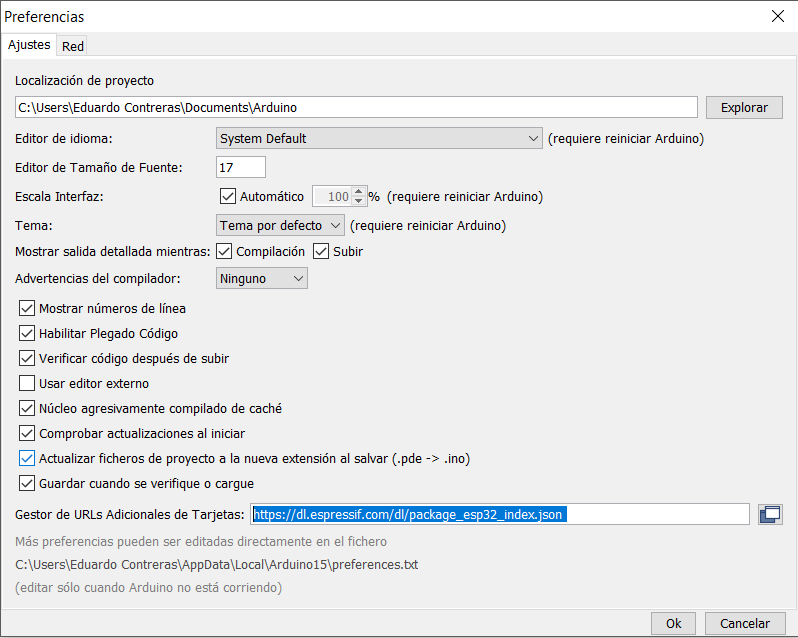 Preferencias
Ajustes Red
Localización de proyecto
C:\Users\Eduardo Contreras\Documents\Arduino Explorar
Editor de idioma: System Default (requiere reiniciar Arduino)
Editor de Tamaño de Fuente: 17
Escala Interfaz: Automático 100 % (requiere reiniciar Arduino)
Tema: Tema por defecto (requiere reiniciar Arduino)
Mostrar salida detallada mientras: Compilación Subir
Advertencias del compilador: Ninguno
Mostrar números de línea
Habilitar Plegado Código
Verificar código después de subir
Usar editor externo
Núcleo agresivamente compilado de caché
Comprobar actualizaciones al iniciar
Actualizar ficheros de proyecto a la nueva extensión al salvar (.pde -> .ino)
Guardar cuando se verifique o cargue
Gestor de URLs Adicionales de Tarjetas: https://dl.espressif.com/dl/package_esp32_index.json
Más preferencias pueden ser editadas directamente en el fichero
C:\Users\Eduardo Contreras\AppData\Local\Arduino15\preferences.txt
(editar sólo cuando Arduino no está corriendo)
Ok Cancelar